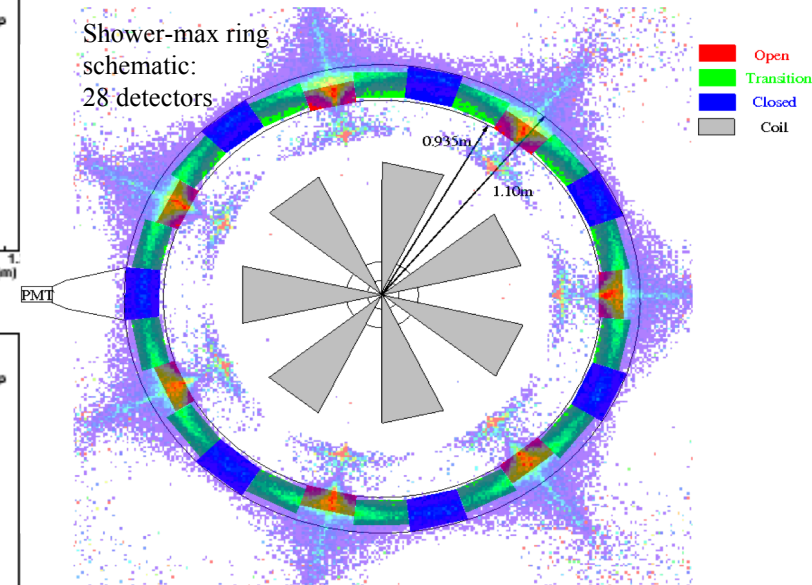 Shower-max ring
schematic:
28 detectors
Open
Transition
Closed
Coil
0.935m
1.10m
PMT